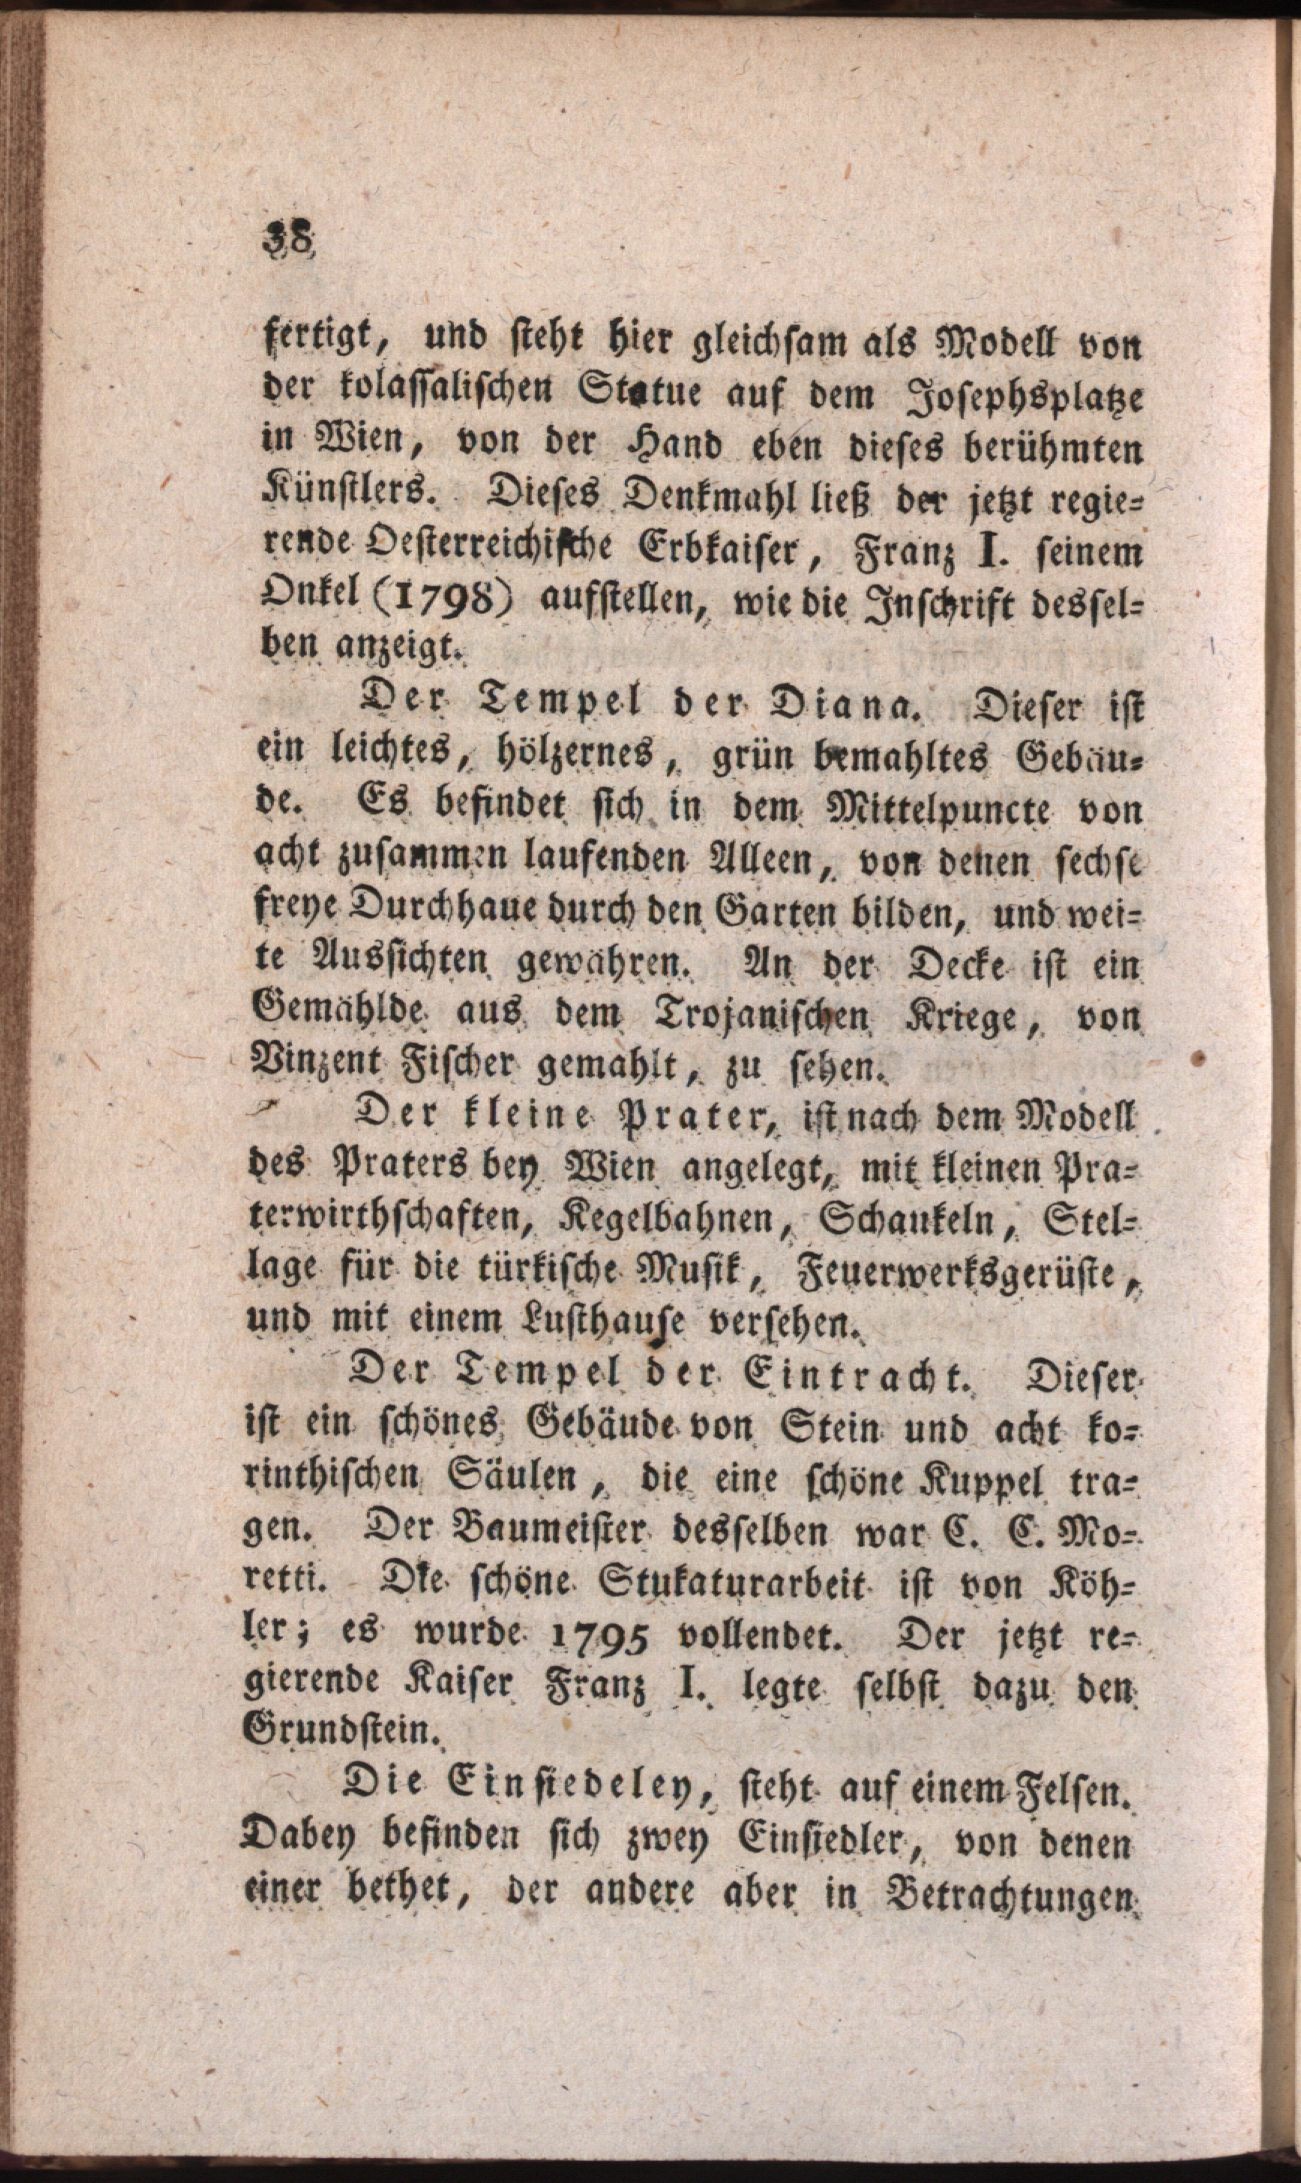 38
fertigt, und steht hier gleichsam als Modell von
der kolassalischen Statue auf dem Josephsplatze
in Wien, von der Hand eben dieses berühmten
Künstlers. Dieses Denkmahl ließ der jetzt regie-
rende Oesterreichische Erbkaiser, Franz I. seinem
Onkel (1798) aufstellen, wie die Inschrift dessel-
ben anzeigt.
Der Tempel der Diana. Dieser ist
ein leichtes, hölzernes, grün bemahltes Gebäu-
de. Es befindet sich in dem Mittelpuncte von
acht zusammen laufenden Alleen, von denen sechse
freye Durchhaue durch den Garten bilden, und wei-
te Aussichten gewähren. An der Decke ist ein
Gemählde aus dem Trojanischen Kriege, von
Vinzent Fischer gemahlt, zu sehen.
Der kleine Prater, ist nach dem Modell
des Praters bey Wien angelegt, mit kleinen Pra-
terwirthschaften, Kegelbahnen, Schaukeln, Stel-
lage für die türkische Musik, Feuerwerksgerüste,
und mit einem Lusthause versehen.
Der Tempel der Eintracht. Dieser
ist ein schönes Gebäude von Stein und acht ko-
rinthischen Säulen, die eine schöne Kuppel tra-
gen. Der Baumeister desselben war C. C. Mo-
retti. Dke schöne Stukaturarbeit ist von Köh-
ler; es wurde 1795 vollendet. Der jetzt re-
gierende Kaiser Franz I. legte selbst dazu den
Grundstein.
Die Einsiedeley, steht auf einem Felsen.
Dabey befinden sich zwey Einsiedler, von denen
einer bethet, der andere aber in Betrachtungen